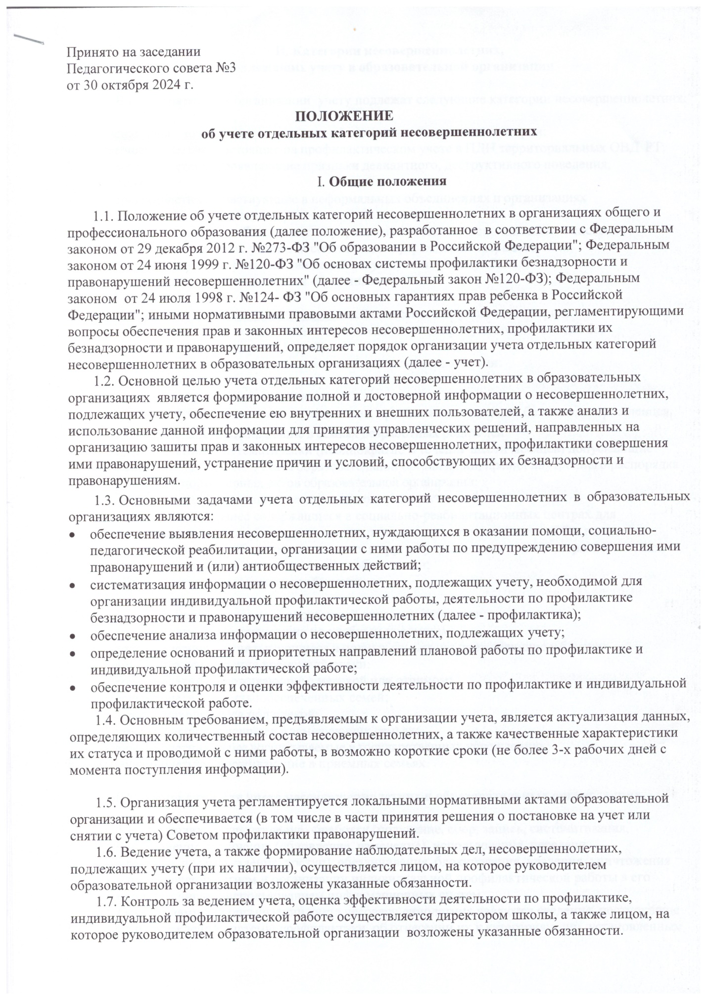 Принято на заседании
Педагогического совета №3
от 30 октября 2024 г.
ПОЛОЖЕНИЕ
об учете отдельных категорий несовершеннолетних
I. Общие положения
1.1. Положение об учете отдельных категорий несовершеннолетних в организациях общего и
профессионального образования (далее положение), разработанное в соответствии с Федеральным
законом от 29 декабря 2012 г. №273-ФЗ "Об образовании в Российской Федерации"; Федеральным
законом от 24 июня 1999 г. №120-ФЗ "Об основах системы профилактики безнадзорности и
правонарушений несовершеннолетних" (далее - Федеральный закон №120-ФЗ); Федеральным
законом от 24 июля 1998 г. №124- ФЗ "Об основных гарантиях прав ребенка в Российской
Федерации"; иными нормативными правовыми актами Российской Федерации, регламентирующими
вопросы обеспечения прав и законных интересов несовершеннолетних, профилактики их
безнадзорности и правонарушений, определяет порядок организации учета отдельных категорий
несовершеннолетних в образовательных организациях (далее - учет).
1.2. Основной целью учета отдельных категорий несовершеннолетних в образовательных
организациях является формирование полной и достоверной информации о несовершеннолетних,
подлежащих учету, обеспечение ею внутренних и внешних пользователей, а также анализ и
использование данной информации для принятия управленческих решений, направленных на
организацию зашиты прав и законных интересов несовершеннолетних, профилактики совершения
ими правонарушений, устранение причин и условий, способствующих их безнадзорности и
правонарушениям.
1.3. Основными задачами учета отдельных категорий несовершеннолетних в образовательных
организациях являются:
• обеспечение выявления несовершеннолетних, нуждающихся в оказании помощи, социально-
педагогической реабилитации, организации с ними работы по предупреждению совершения ими
правонарушений и (или) антиобщественных действий;
• систематизация информации о несовершеннолетних, подлежащих учету, необходимой для
организации индивидуальной профилактической работы, деятельности по профилактике
безнадзорности и правонарушений несовершеннолетних (далее - профилактика);
• обеспечение анализа информации о несовершеннолетних, подлежащих учету;
• определение оснований и приоритетных направлений плановой работы по профилактике и
индивидуальной профилактической работе;
• обеспечение контроля и оценки эффективности деятельности по профилактике и индивидуальной
профилактической работе.
1.4. Основным требованием, предъявляемым к организации учета, является актуализация данных,
определяющих количественный состав несовершеннолетних, а также качественные характеристики
их статуса и проводимой с ними работы, в возможно короткие сроки (не более 3-х рабочих дней с
момента поступления информации).
1.5. Организация учета регламентируется локальными нормативными актами образовательной
организации и обеспечивается (в том числе в части принятия решения о постановке на учет или
снятии с учета) Советом профилактики правонарушений.
1.6. Ведение учета, а также формирование наблюдательных дел, несовершеннолетних,
подлежащих учету (при их наличии), осуществляется лицом, на которое руководителем
образовательной организации возложены указанные обязанности.
1.7. Контроль за ведением учета, оценка эффективности деятельности по профилактике,
индивидуальной профилактической работе осуществляется директором школы, а также лицом, на
которое руководителем образовательной организации возложены указанные обязанности.